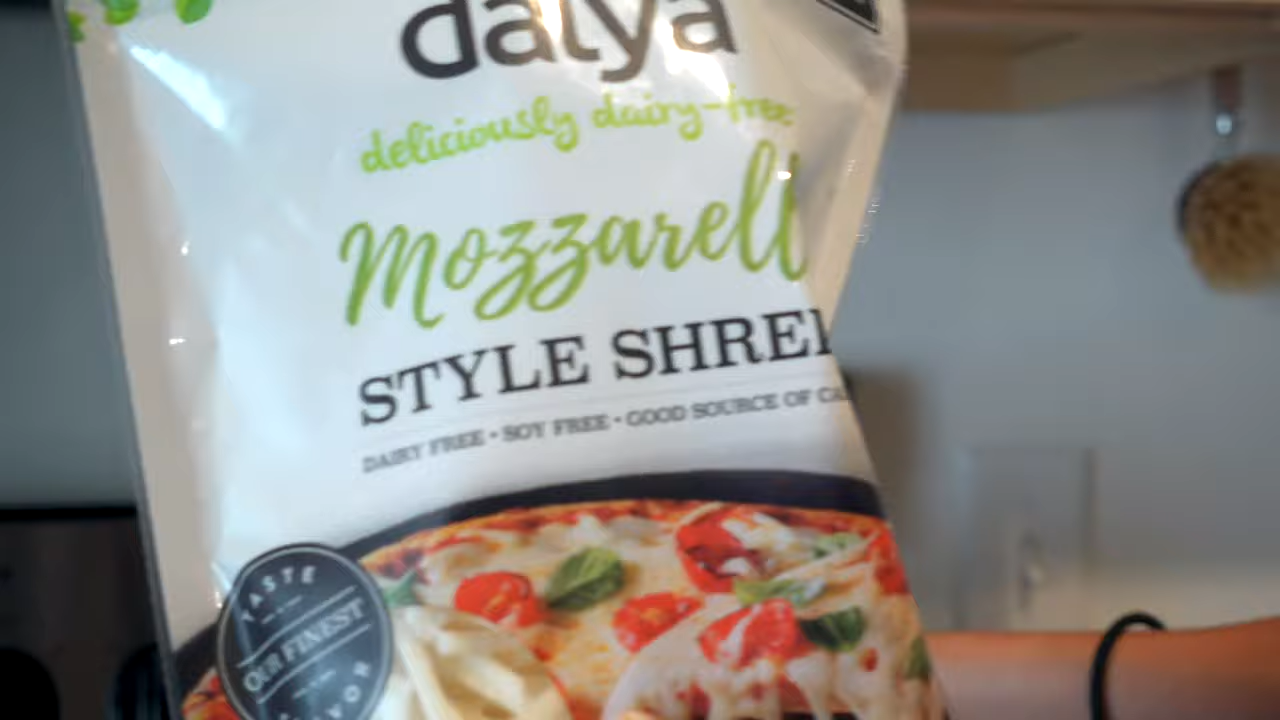 daiya
deliciously dairy-free
Mozzarell
STYLE SHRE
DAIRY FREE • SOY FREE • GOOD SOURCE OF CA
TASTE
OUR FINEST